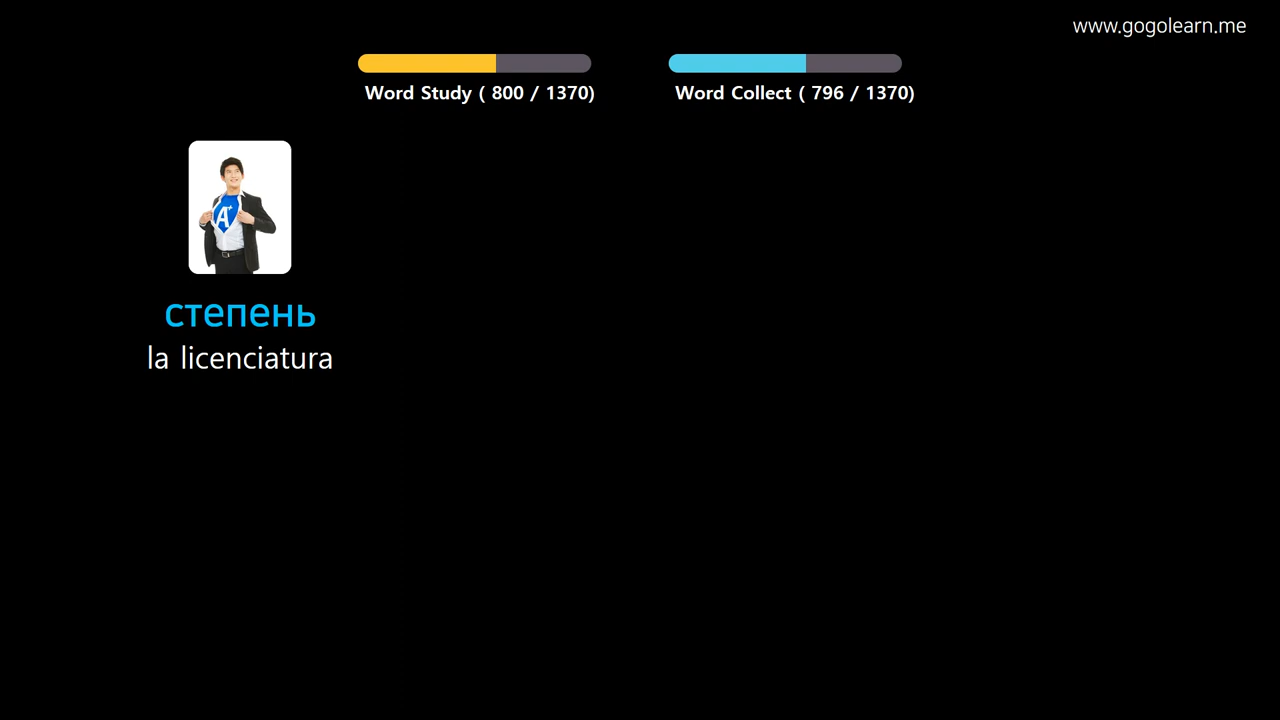 www.gogolearn.me
Word Study ( 800 / 1370)
Word Collect ( 796 / 1370)
A+
степень
la licenciatura